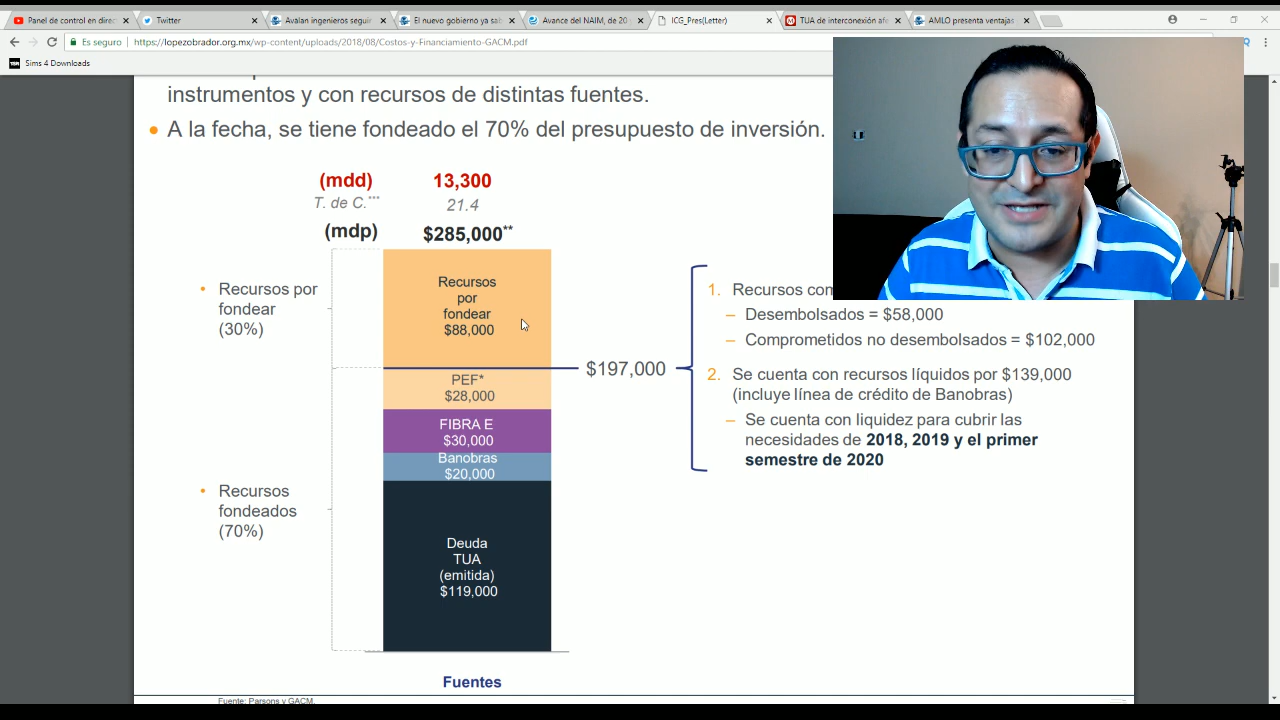 Panel de control en direc
Twitter
Avalan ingenieros seguir
El nuevo gobierno ya sab
Avance del NAIM, de 20
ICG_Pres(Letter)
TUA de interconexión afe
AMLO presenta ventajas
Es seguro
https://lopezobrador.org.mx/wp-content/uploads/2018/08/Costos-y-Financiamiento-GACM.pdf
Sims 4 Downloads
instrumentos y con recursos de distintas fuentes.
• A la fecha, se tiene fondeado el 70% del presupuesto de inversión.
(mdd) 13,300
T. de C.*** 21.4
(mdp) $285,000**
• Recursos por
fondear
(30%)
Recursos
por
fondear
$88,000
PEF*
$28,000
FIBRA E
$30,000
Banobras
$20,000
• Recursos
fondeados
(70%)
Deuda
TUA
(emitida)
$119,000
Fuentes
$197,000
1. Recursos com
– Desembolsados = $58,000
– Comprometidos no desembolsados = $102,000
2. Se cuenta con recursos líquidos por $139,000
(incluye línea de crédito de Banobras)
– Se cuenta con liquidez para cubrir las
necesidades de 2018, 2019 y el primer
semestre de 2020
Fuente: Parsons y GACM.